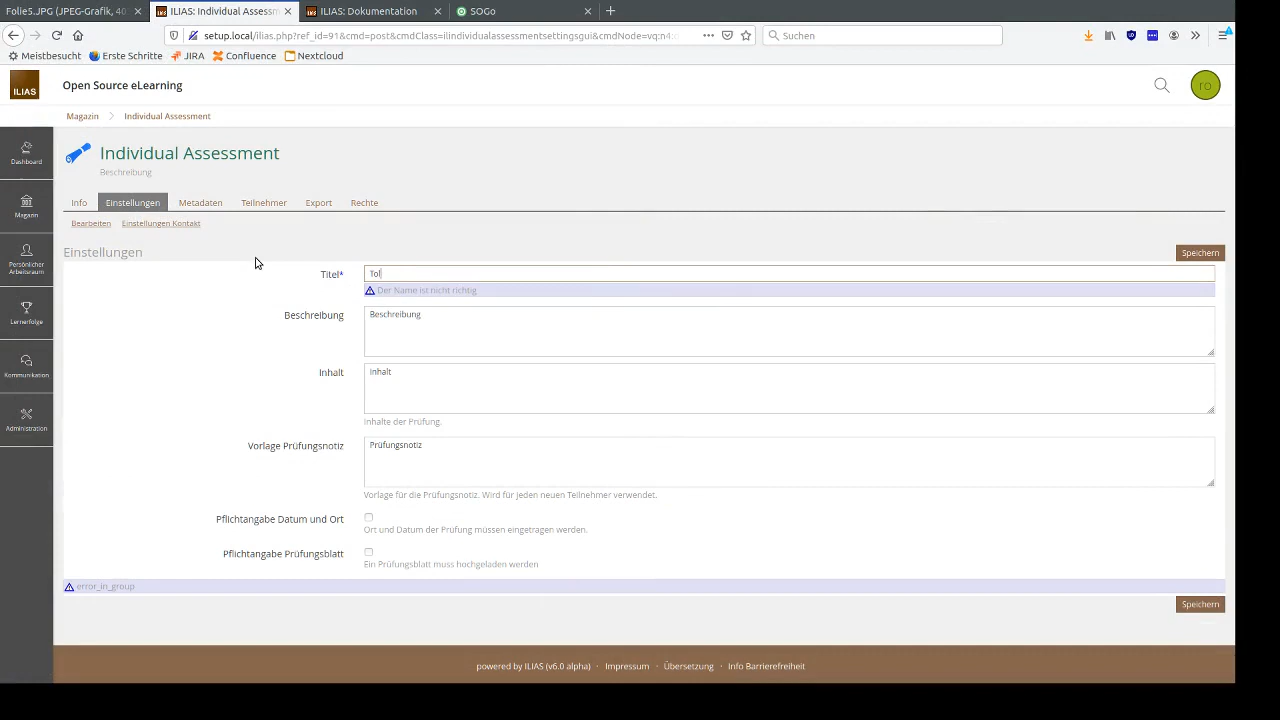 Folie5.JPG (JPEG-Grafik, 40
ILIAS: Individual Assessm
ILIAS: Dokumentation
SOGo
setup.local/ilias.php?ref_id=91&cmd=post&cmdClass=ilindividualassessmentsettingsgui&cmdNode=vq:n4:
Suchen
Meistbesucht
Erste Schritte
JIRA
Confluence
Nextcloud
ILIAS
Open Source eLearning
ro
Magazin
Individual Assessment
Dashboard
Magazin
Persönlicher
Arbeitsraum
Lernerfolge
Kommunikation
Administration
Individual Assessment
Beschreibung
Info
Einstellungen
Metadaten
Teilnehmer
Export
Rechte
Bearbeiten
Einstellungen Kontakt
Einstellungen
Speichern
Titel*
Tol
Der Name ist nicht richtig
Beschreibung
Beschreibung
Inhalt
Inhalt
Inhalte der Prüfung.
Vorlage Prüfungsnotiz
Prüfungsnotiz
Vorlage für die Prüfungsnotiz. Wird für jeden neuen Teilnehmer verwendet.
Pflichtangabe Datum und Ort
Ort und Datum der Prüfung müssen eingetragen werden.
Pflichtangabe Prüfungsblatt
Ein Prüfungsblatt muss hochgeladen werden
error_in_group
Speichern
powered by ILIAS (v6.0 alpha) · Impressum · Übersetzung · Info Barrierefreiheit